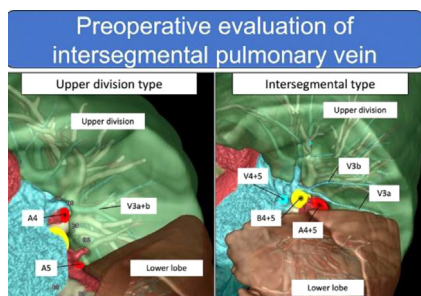 Preoperative evaluation of
intersegmental pulmonary vein
Upper division type
Intersegmental type
Upper division
A4
V3a+b
A5
Lower lobe
Upper division
V3b
V4+5
V3a
B4+5
A4+5
Lower lobe